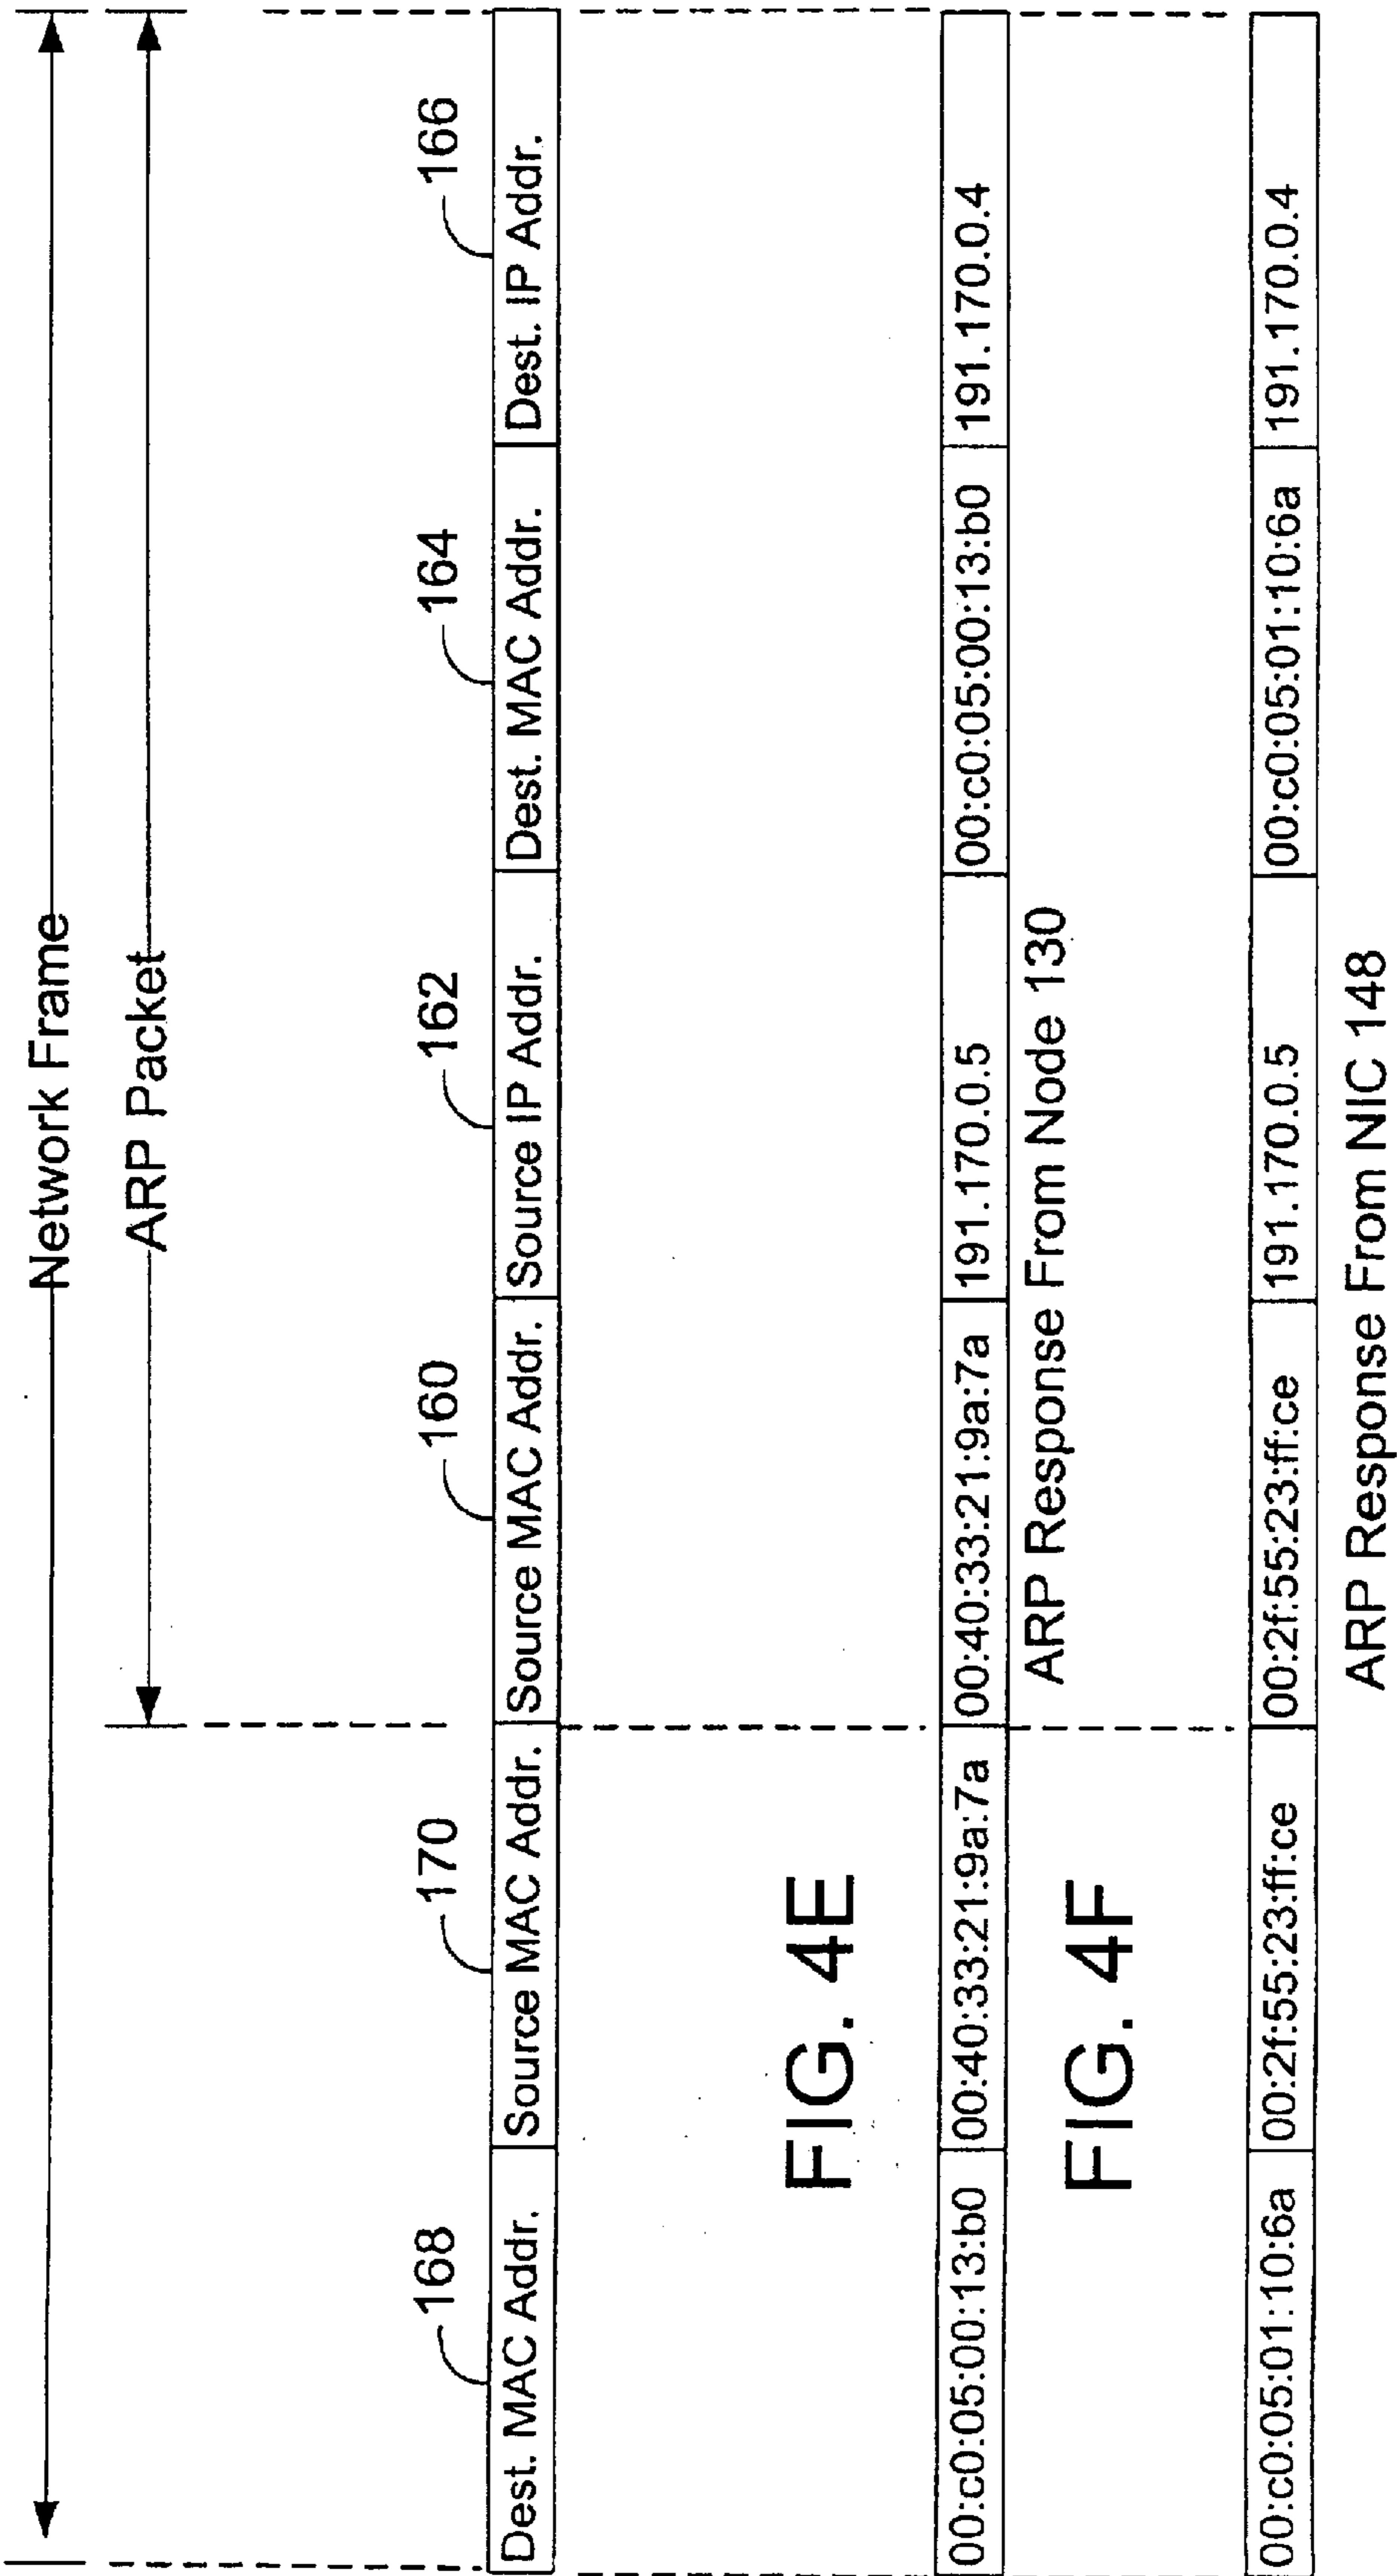 Network Frame
ARP Packet
168 170 160 162 164 166
Dest. MAC Addr. Source MAC Addr. Source MAC Addr. Source IP Addr. Dest. MAC Addr. Dest. IP Addr.
FIG. 4E
00:c0:05:00:13:b0 00:40:33:21:9a:7a 00:40:33:21:9a:7a 191.170.0.5 00:c0:05:00:13:b0 191.170.0.4
ARP Response From Node 130
FIG. 4F
00:c0:05:01:10:6a 00:2f:55:23:ff:ce 00:2f:55:23:ff:ce 191.170.0.5 00:c0:05:01:10:6a 191.170.0.4
ARP Response From NIC 148